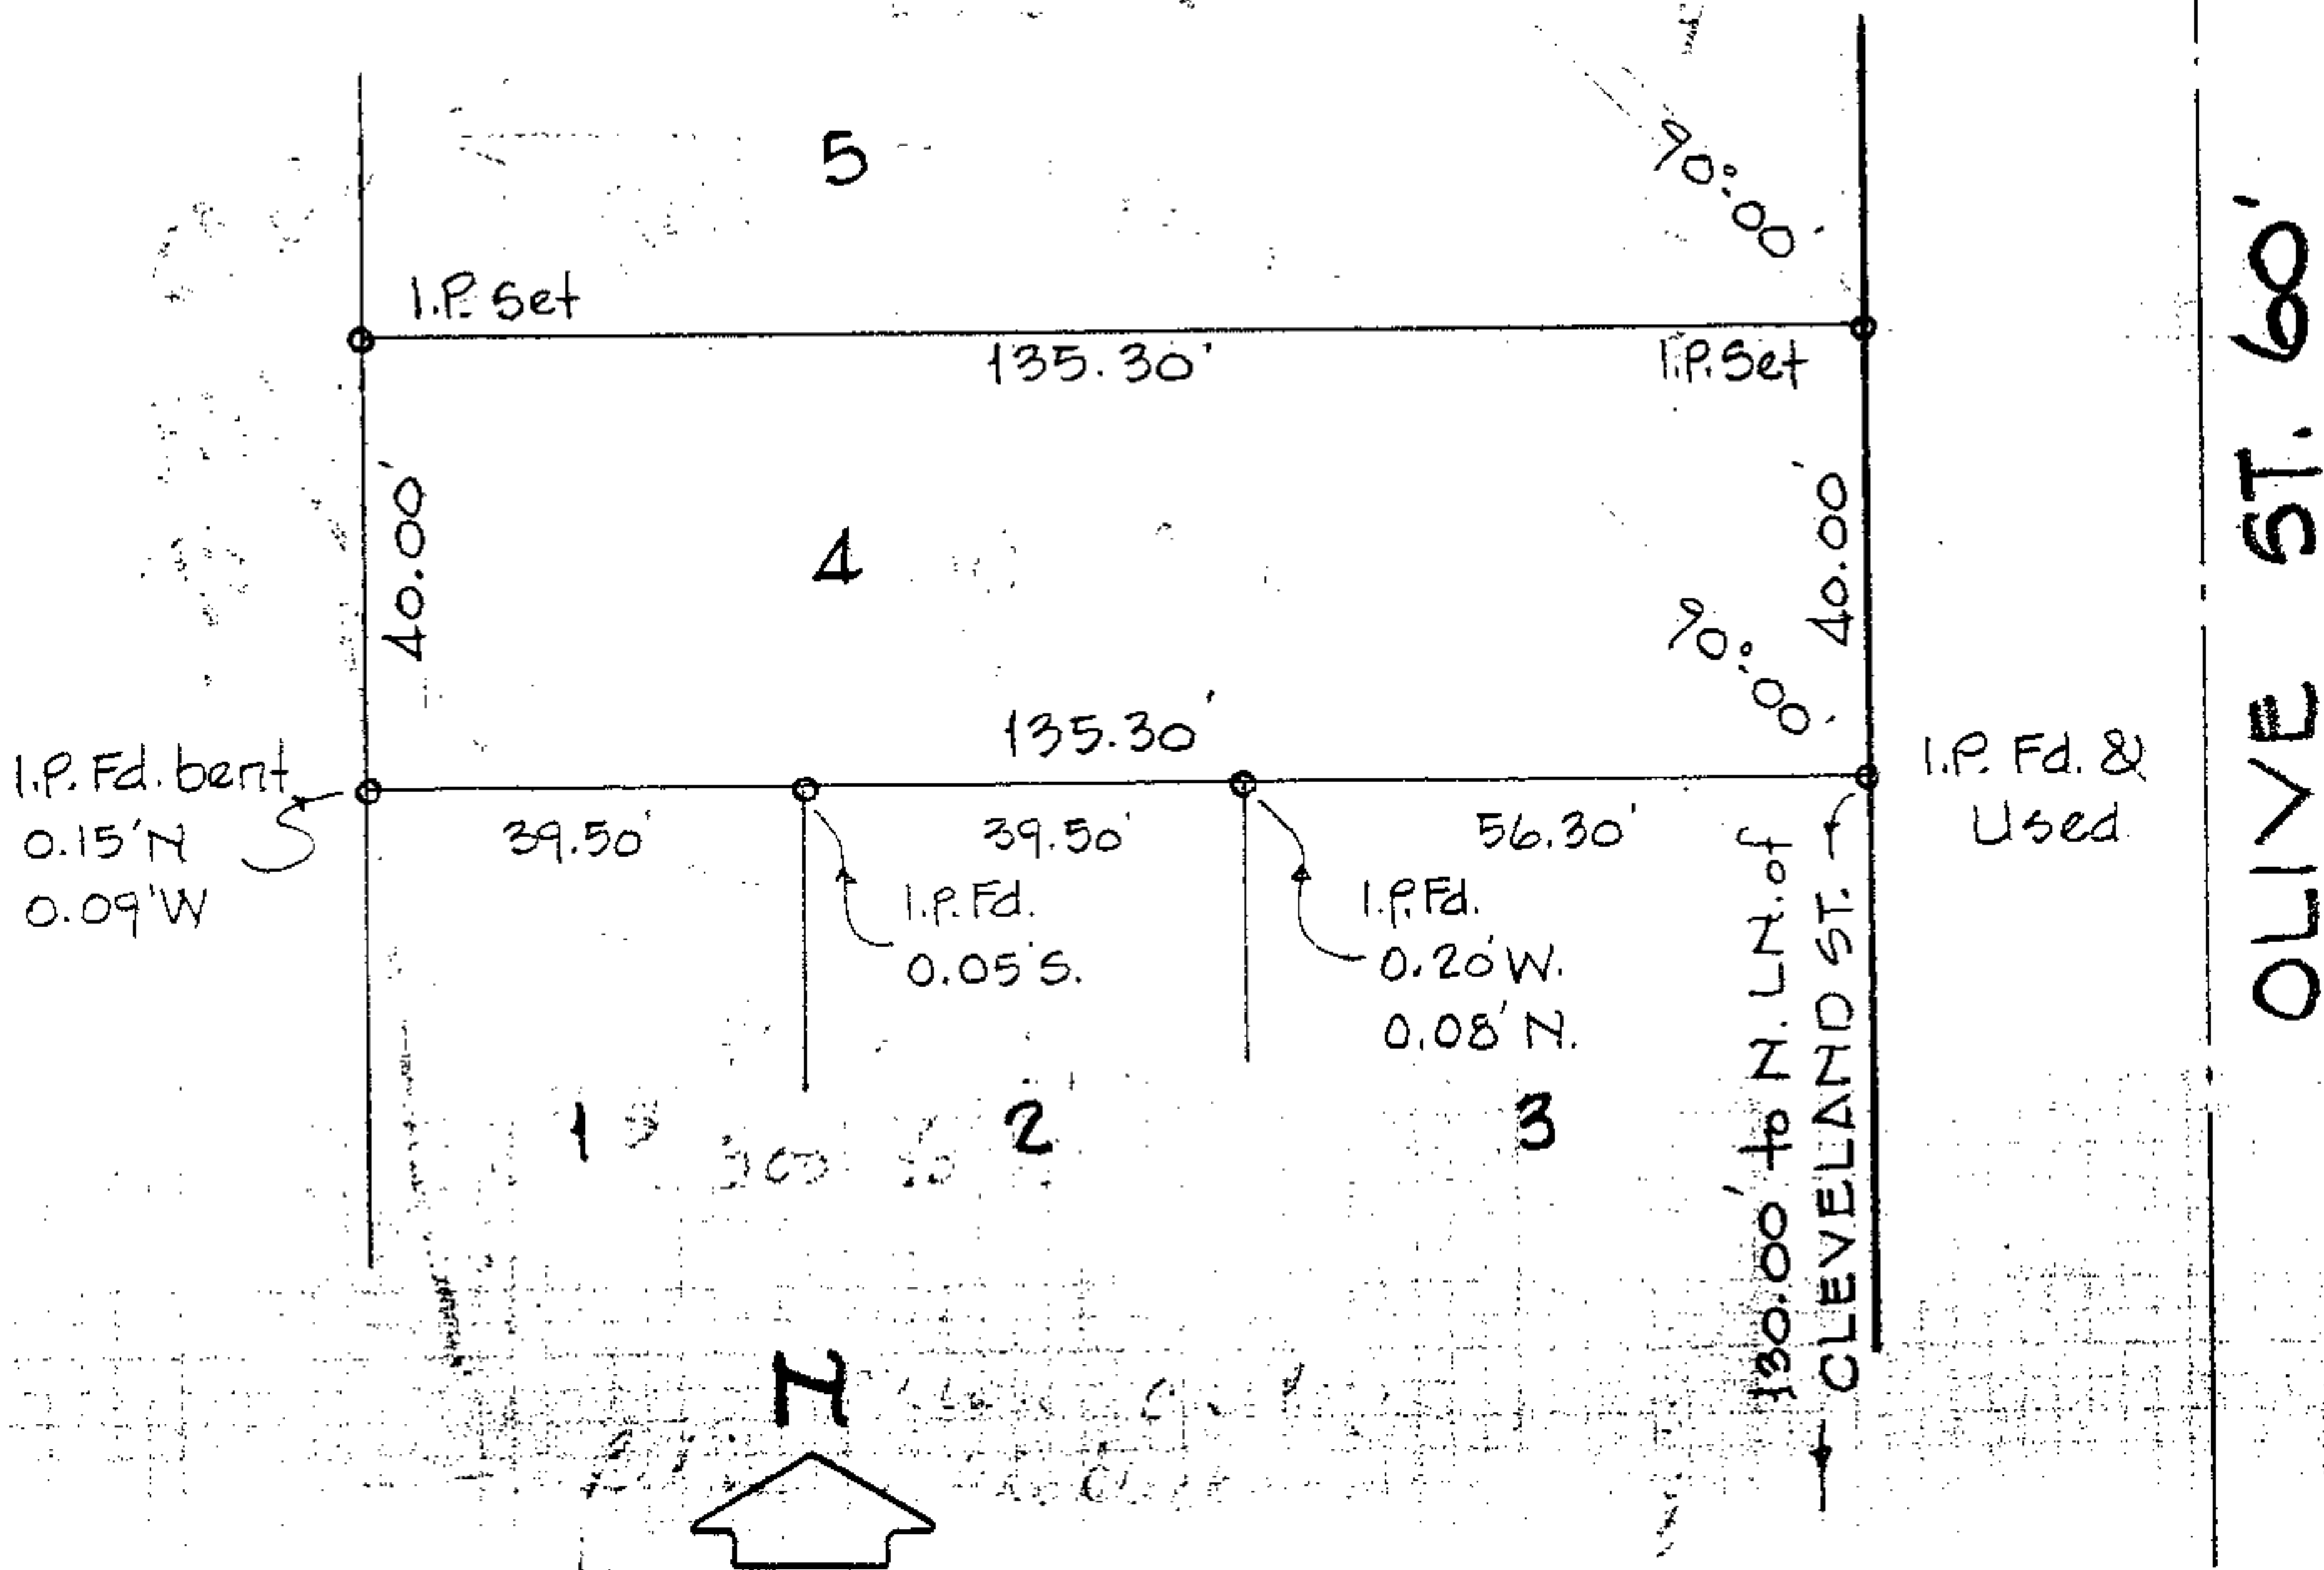 5
90°00'
I.P. Set
135.30'
I.P. Set
40.00'
4
40.00'
90°00'
135.30'
I.P. Fd. bent
0.15' N
0.09' W
39.50'
39.50'
56.30'
I.P. Fd. &
Used
I.P. Fd.
0.05' S.
I.P. Fd.
0.20' W.
0.08' N.
130.00' to N. LN. of
CLEVELAND ST.
1
2
3
OLIVE ST. 60'
N